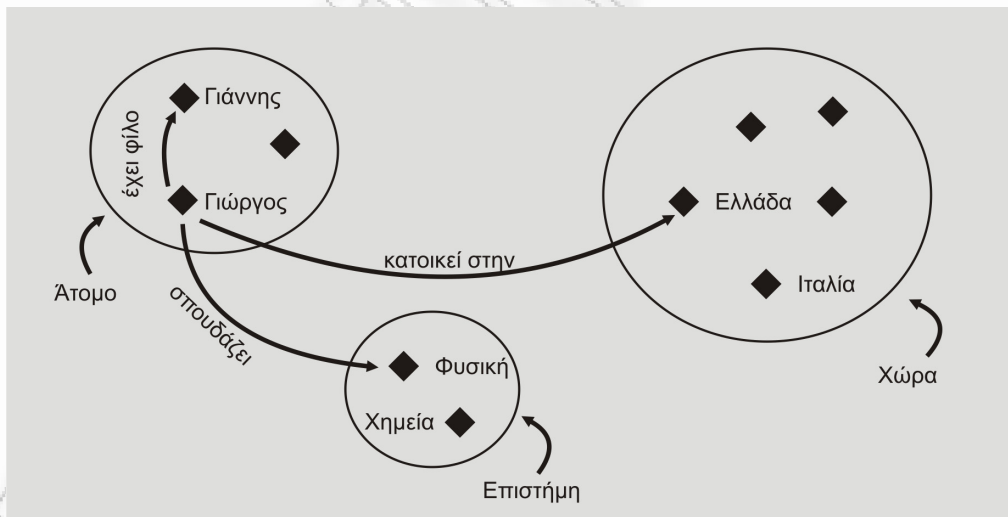 Γιάννης
έχει φίλο
Γιώργος
Ελλάδα
κατοικεί στην
Ιταλία
Άτομο
σπουδάζει
Φυσική
Χώρα
Χημεία
Επιστήμη